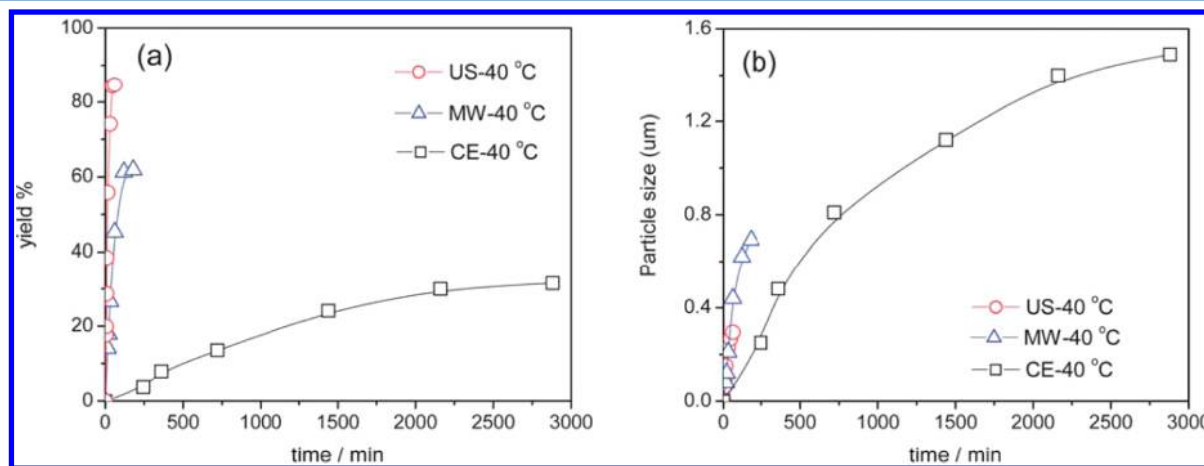 (a)
US-40 °C
MW-40 °C
CE-40 °C
100
80
60
40
20
0
yield %
0 500 1000 1500 2000 2500 3000
time / min
(b)
1.6
1.2
0.8
0.4
0.0
Particle size (um)
US-40 °C
MW-40 °C
CE-40 °C
0 500 1000 1500 2000 2500 3000
time / min